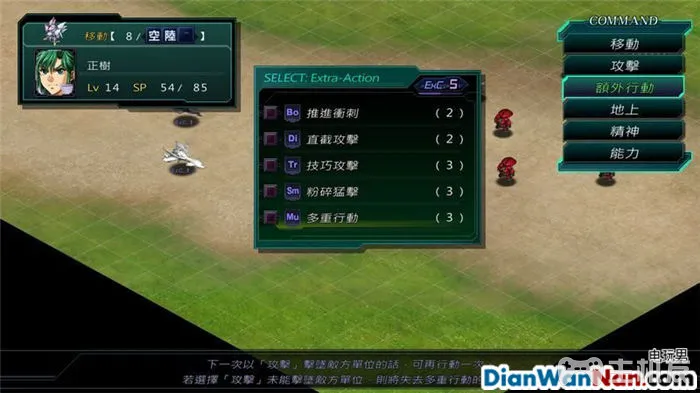 移動【 8/ 空陸 】
正樹
Lv 14 SP 54/ 85
SELECT: Extra-Action
ExC. 5
Bo 推進衝刺 ( 2 )
Di 直截攻擊 ( 2 )
Tr 技巧攻擊 ( 3 )
Sm 粉碎猛擊 ( 3 )
Mu 多重行動 ( 3 )
COMMAND
移動
攻擊
額外行動
地上
精神
能力
下一次以「攻擊」擊墜敵方單位的話，可再行動一次
若選擇「攻擊」未能擊墜敵方單位，則將失去多重行動的
电玩男
DianWanNan.com